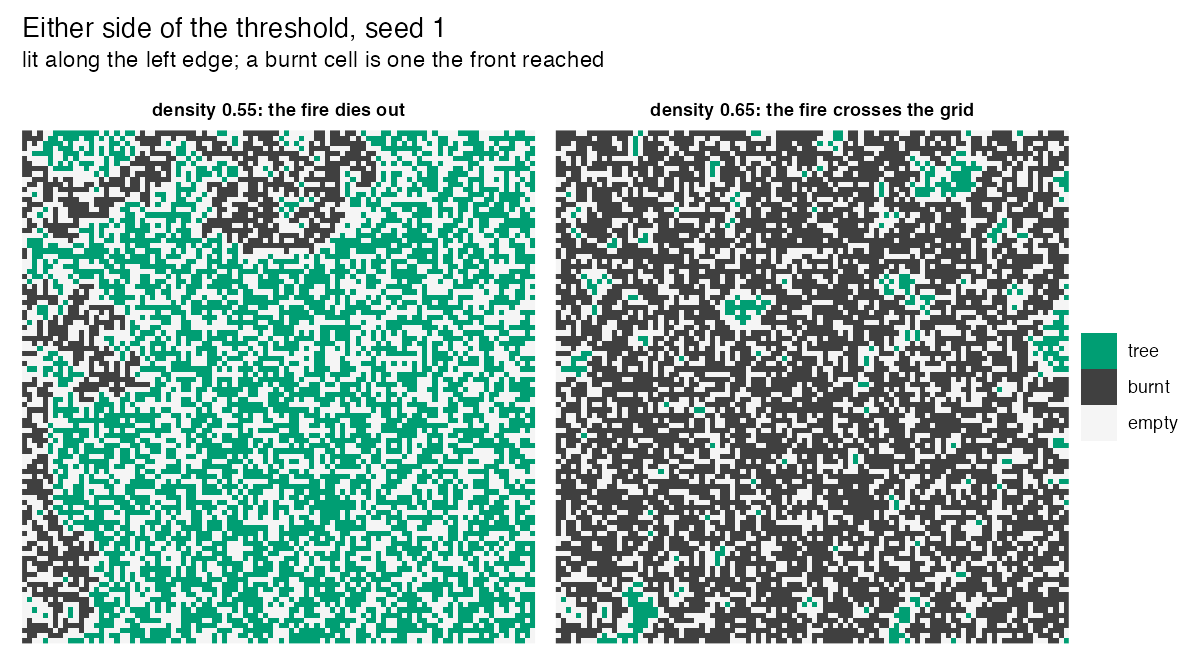 Either side of the threshold, seed 1
lit along the left edge; a burnt cell is one the front reached
density 0.55: the fire dies out
density 0.65: the fire crosses the grid
tree
burnt
empty